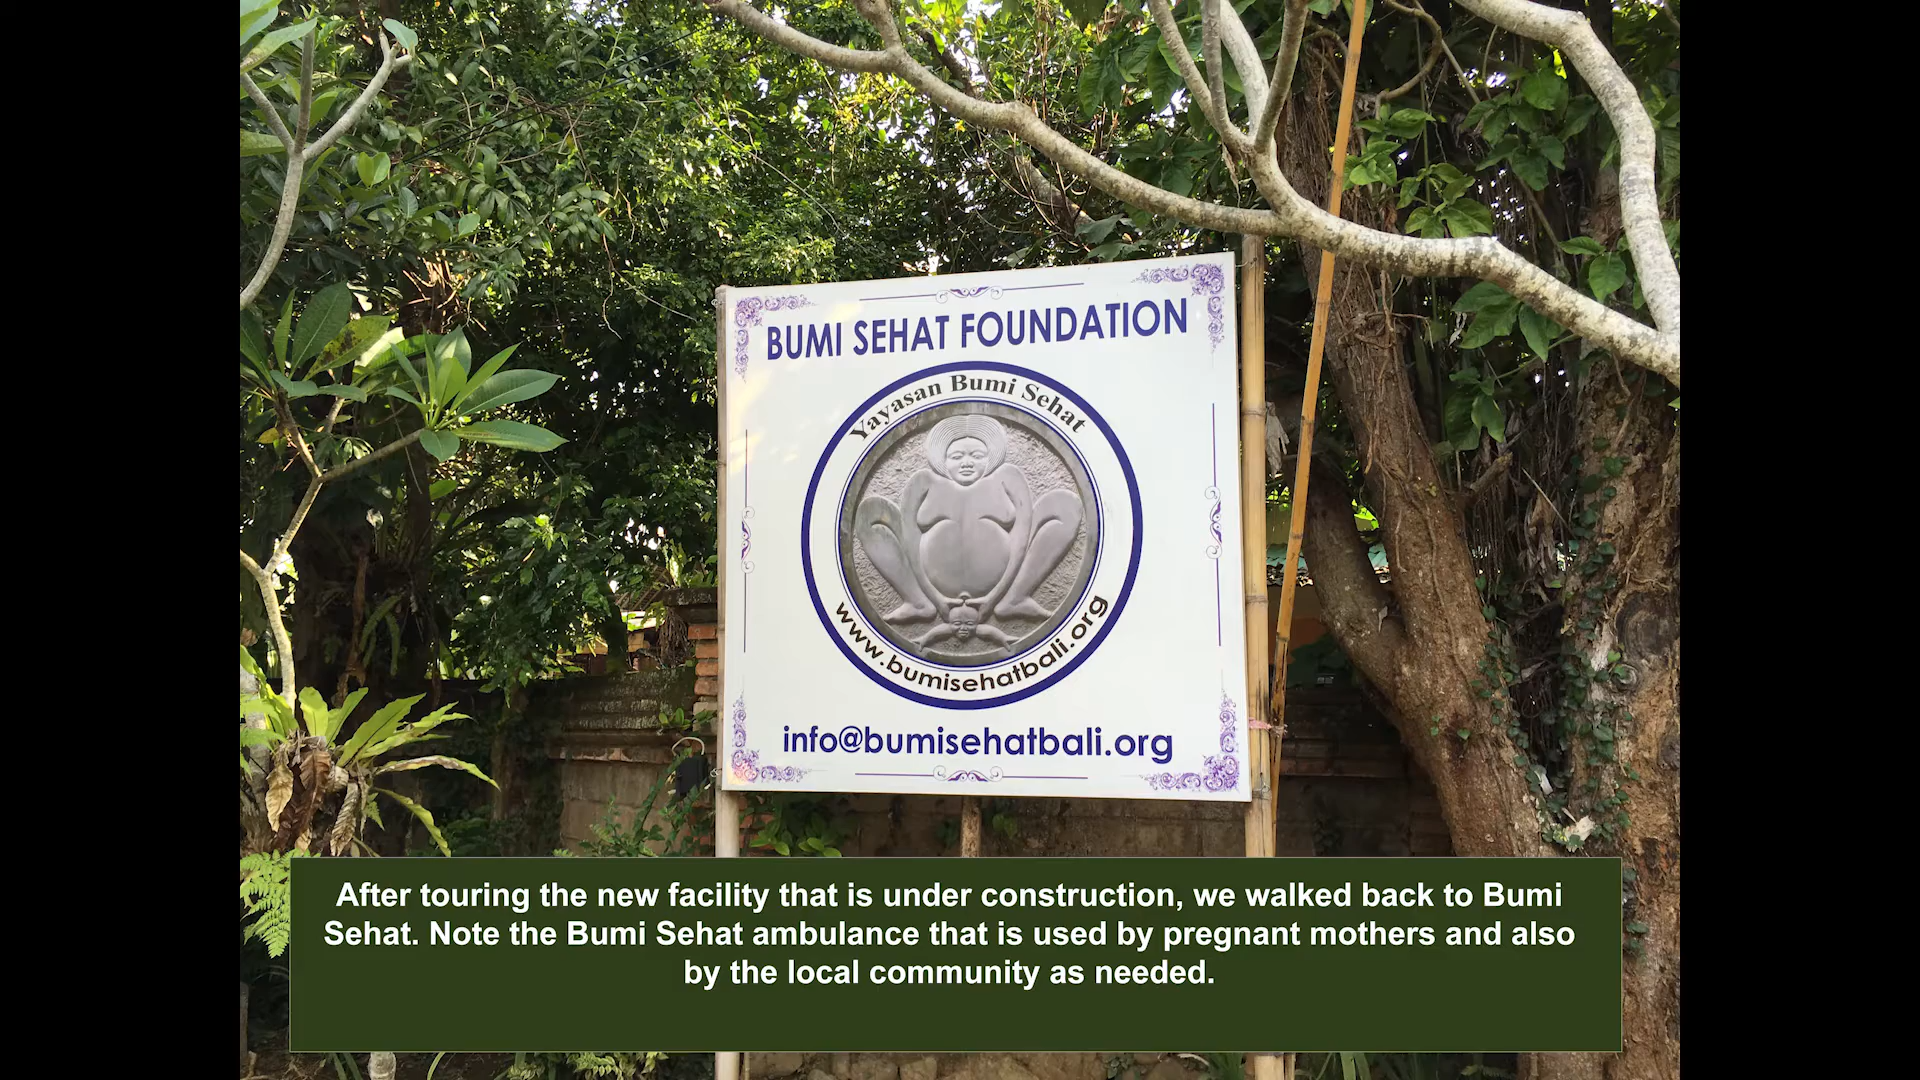 BUMI SEHAT FOUNDATION
Yayasan Bumi Sehat
www.bumisehatbali.org
info@bumisehatbali.org
After touring the new facility that is under construction, we walked back to Bumi
Sehat. Note the Bumi Sehat ambulance that is used by pregnant mothers and also
by the local community as needed.